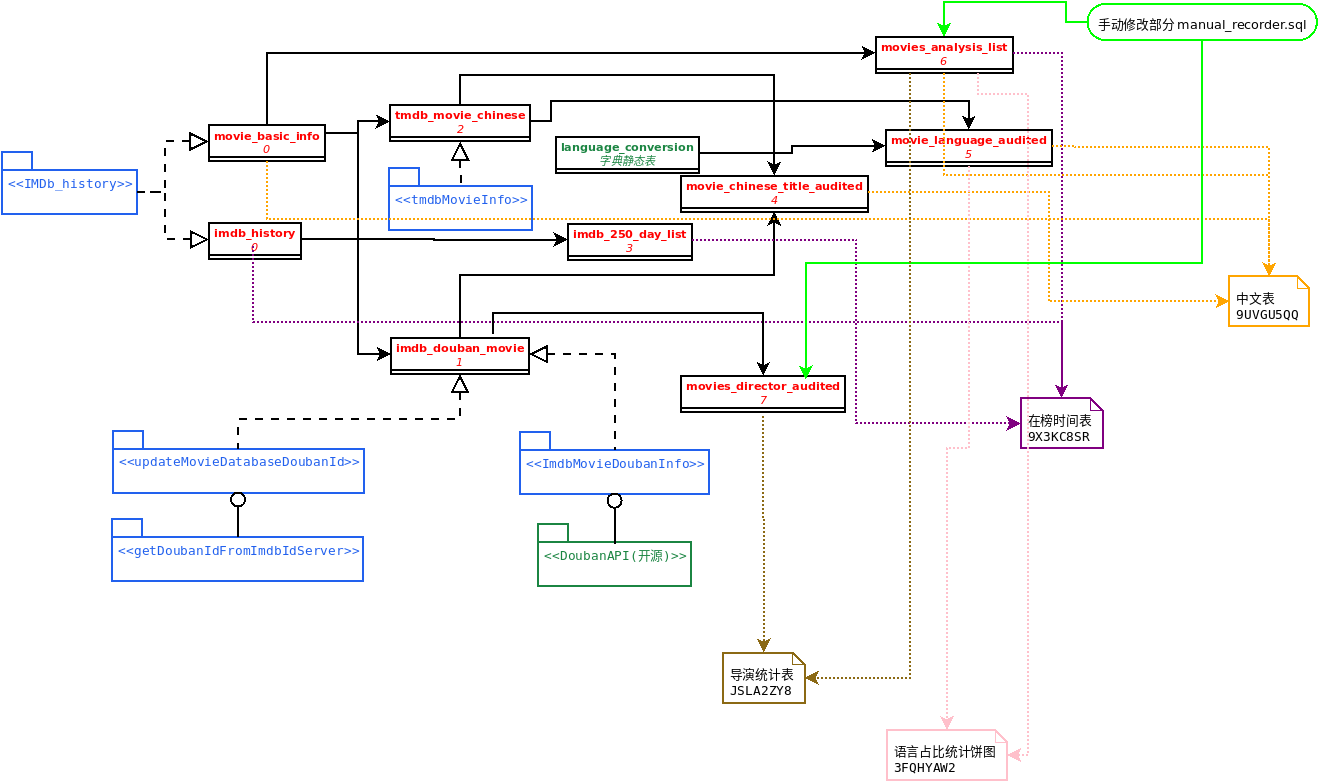 手动修改部分 manual_recorder.sql
movies_analysis_list
6
tmdb_movie_chinese
2
movie_basic_info
0
language_conversion
字典静态表
movie_language_audited
5
<<IMDb_history>>
<<tmdbMovieInfo>>
movie_chinese_title_audited
4
imdb_history
0
imdb_250_day_list
3
中文表
9UVGU5QQ
imdb_douban_movie
1
movies_director_audited
7
在榜时间表
9X3KC8SR
<<updateMovieDatabaseDoubanId>>
<<ImdbMovieDoubanInfo>>
<<getDoubanIdFromImdbIdServer>>
<<DoubanAPI(开源)>>
导演统计表
JSLA2ZY8
语言占比统计饼图
3FQHYAW2